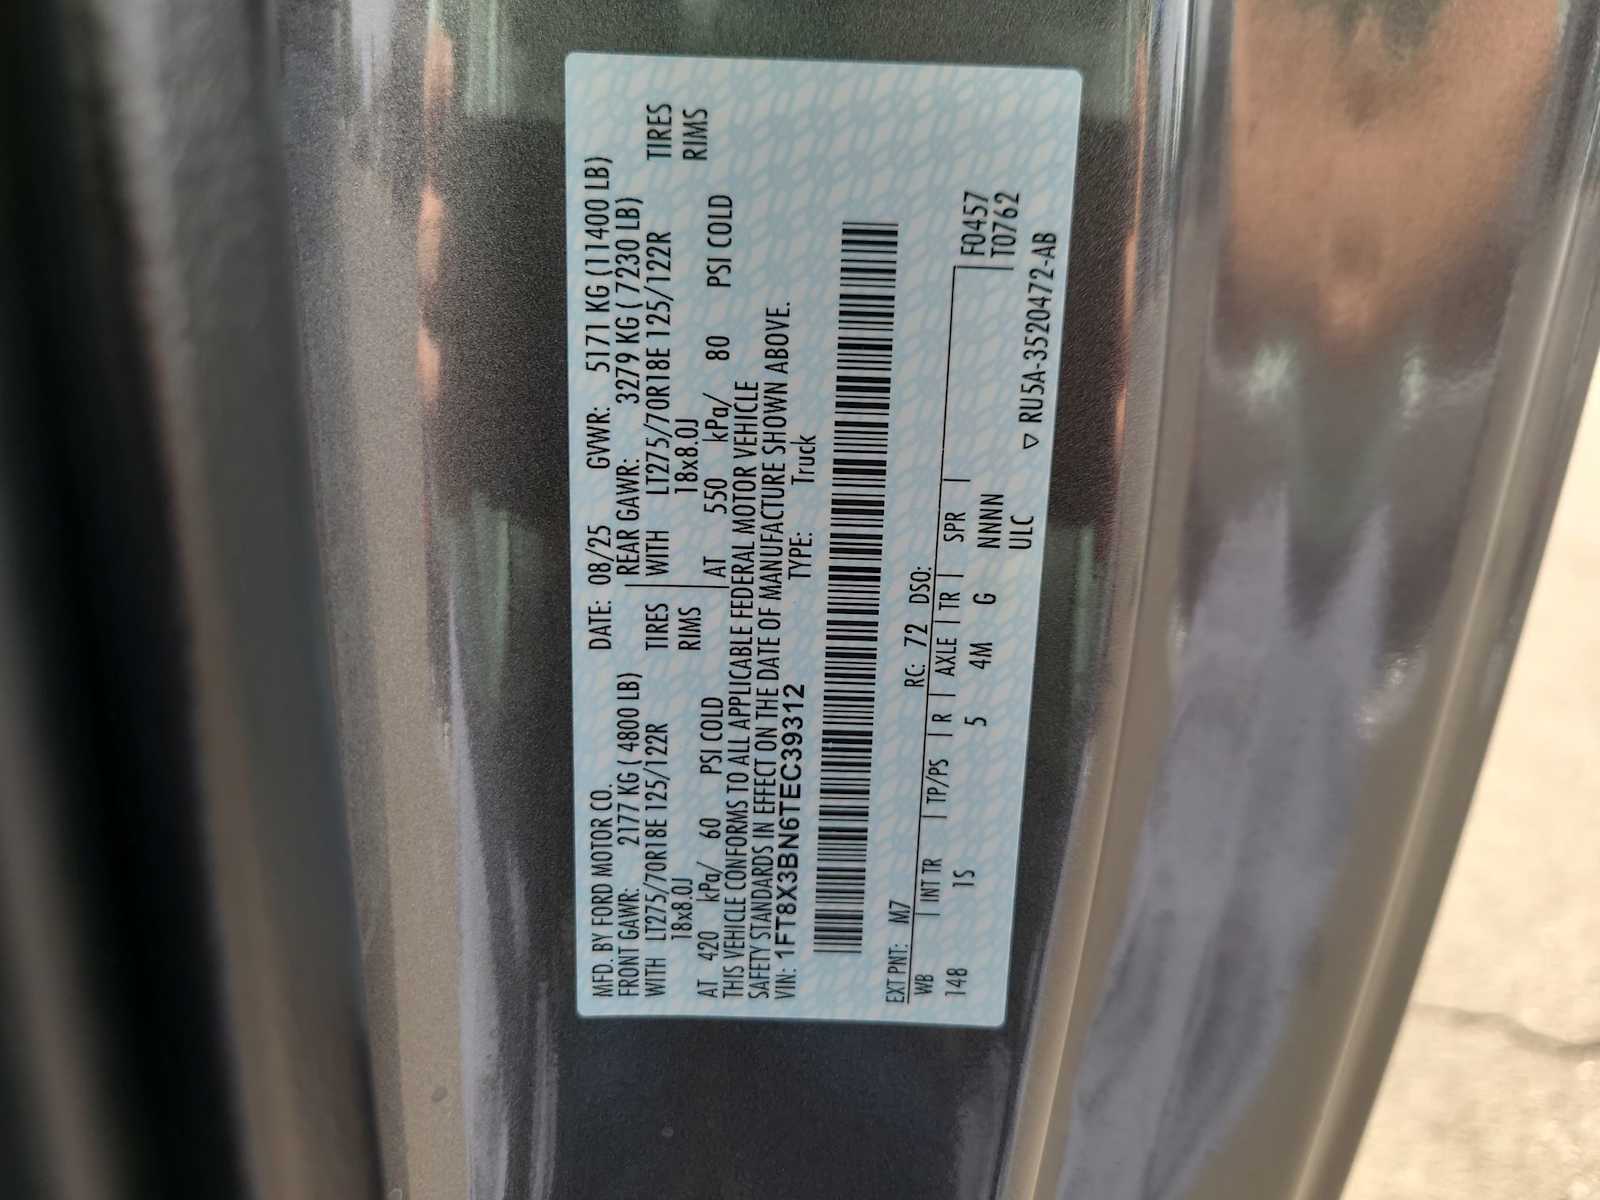 MFD. BY FORD MOTOR CO. DATE: 08/25 GVWR: 5171 KG (11400 LB)
FRONT GAWR: 2177 KG ( 4800 LB) REAR GAWR: 3279 KG ( 7230 LB)
WITH LT275/70R18E 125/122R TIRES WITH LT275/70R18E 125/122R TIRES
18x8.0J RIMS 18x8.0J RIMS
AT 420 kPa/ 60 PSI COLD AT 550 kPa/ 80 PSI COLD
THIS VEHICLE CONFORMS TO ALL APPLICABLE FEDERAL MOTOR VEHICLE
SAFETY STANDARDS IN EFFECT ON THE DATE OF MANUFACTURE SHOWN ABOVE.
VIN: 1FT8X3BN6TEC39312 TYPE: Truck
EXT PNT: M7 RC: 72 DSO:
WB | INT TR | TP/PS | R | AXLE | TR | SPR | F0457
148 1S 5 4M G NNNN T0762
ULC
▽ RU5A-3520472-AB